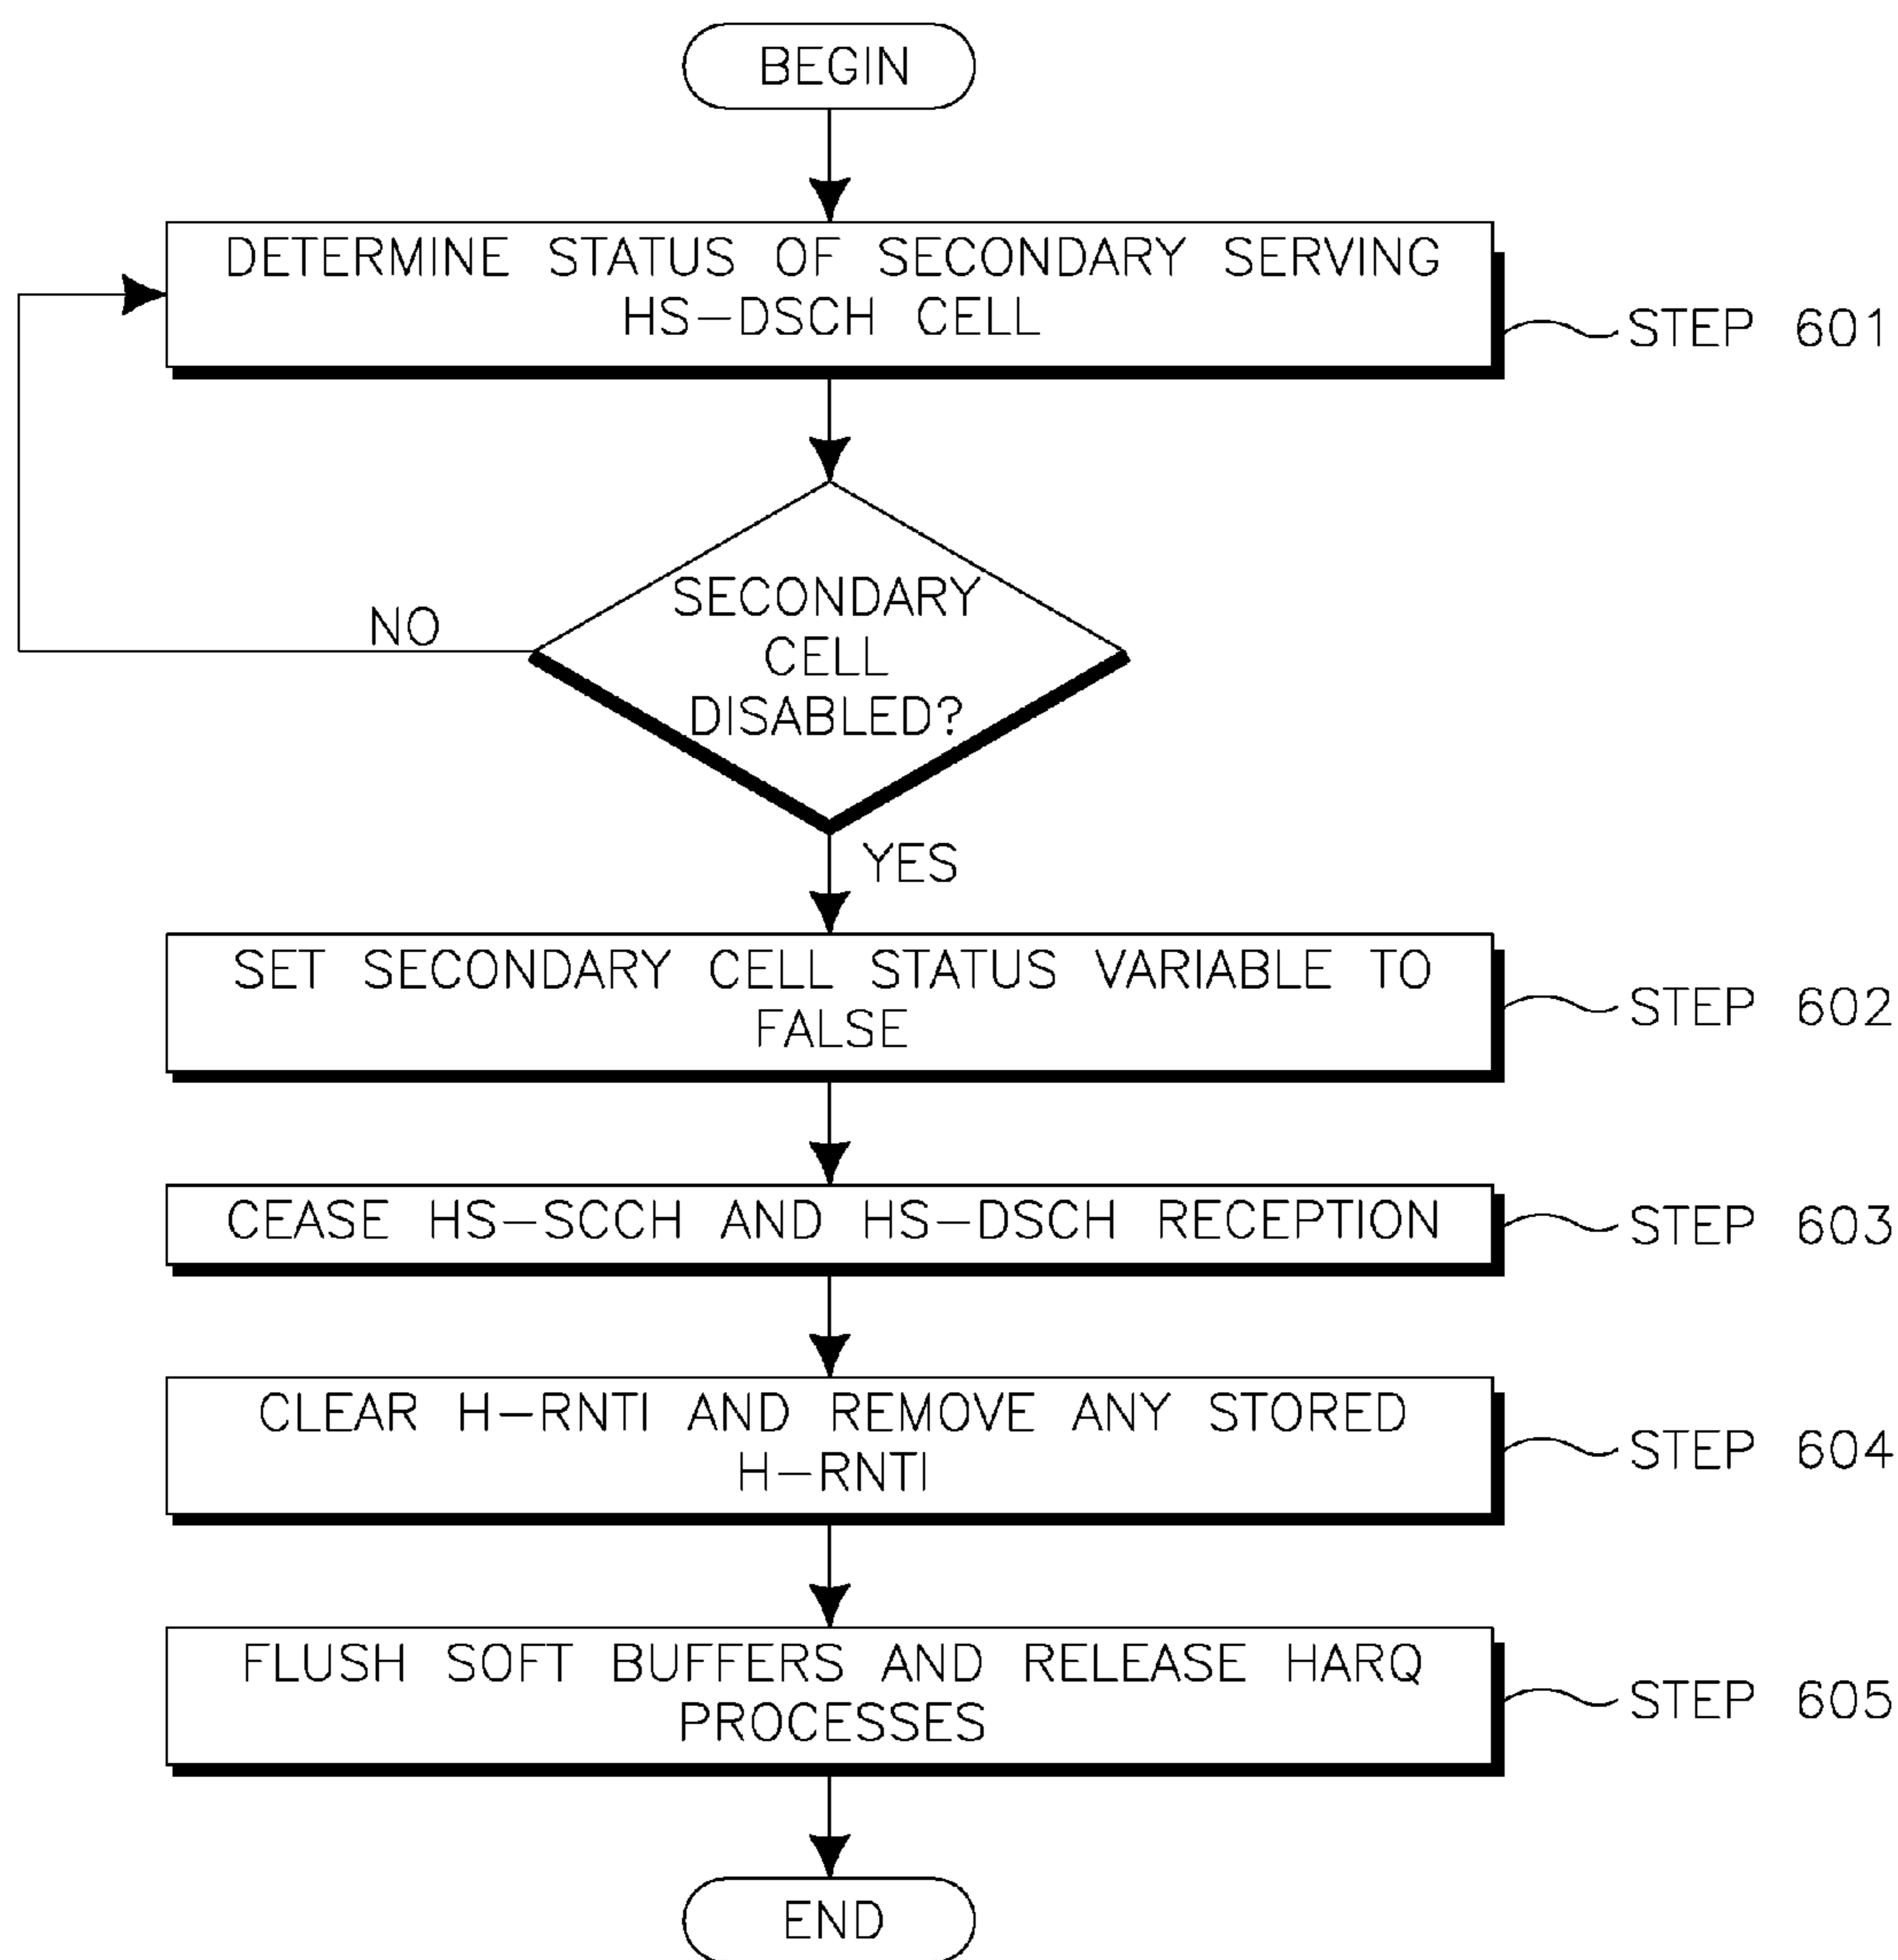 BEGIN
DETERMINE STATUS OF SECONDARY SERVING
HS-DSCH CELL
STEP 601
SECONDARY
CELL
DISABLED?
NO
YES
SET SECONDARY CELL STATUS VARIABLE TO
FALSE
STEP 602
CEASE HS-SCCH AND HS-DSCH RECEPTION
STEP 603
CLEAR H-RNTI AND REMOVE ANY STORED
H-RNTI
STEP 604
FLUSH SOFT BUFFERS AND RELEASE HARQ
PROCESSES
STEP 605
END